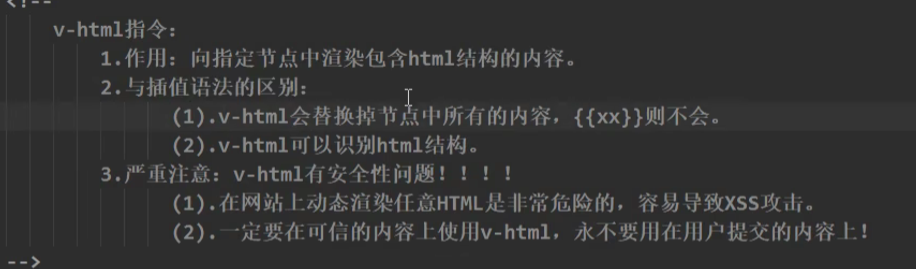 <!--
v-html指令：
1.作用：向指定节点中渲染包含html结构的内容。
2.与插值语法的区别：
(1).v-html会替换掉节点中所有的内容，{{xx}}则不会。
(2).v-html可以识别html结构。
3.严重注意：v-html有安全性问题！！！！
(1).在网站上动态渲染任意HTML是非常危险的，容易导致XSS攻击。
(2).一定要在可信的内容上使用v-html，永不要用在用户提交的内容上！
-->